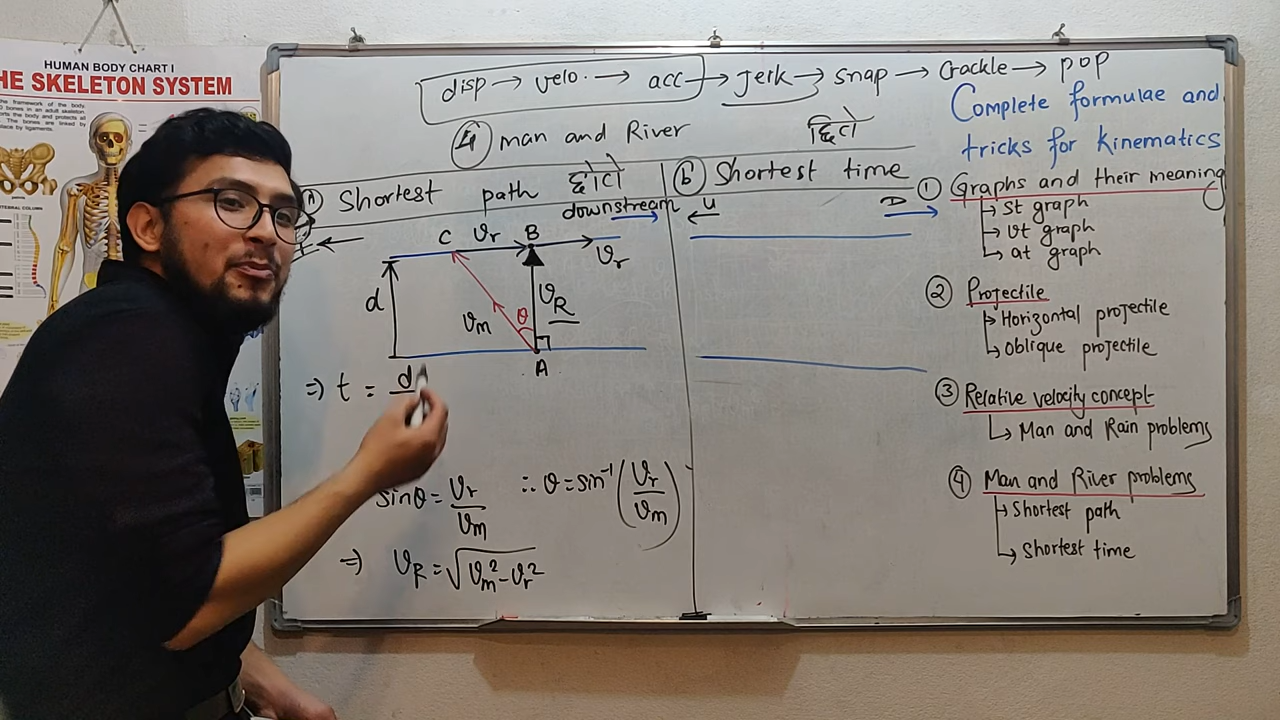 HUMAN BODY CHART I
HE SKELETON SYSTEM
disp → velo. → acc → Jerk → snap → Crackle → pop
④ man and River
छिटो
Complete formulae and
tricks for kinematics
Ⓐ Shortest path छोटो
downstream
C
vr
B
vr
d
vm
θ
vR
A
⇒ t = d
sinθ = vr/vm
∴ θ = sin⁻¹(vr/vm)
⇒ vR = √vm² - vr²
ⓑ Shortest time
u
D
① Graphs and their meaning
↳ st graph
↳ vt graph
↳ at graph
② Projectile
↳ Horizontal projectile
↳ Oblique projectile
③ Relative velocity concept
↳ Man and Rain problems
④ Man and River problems
↳ Shortest path
↳ Shortest time